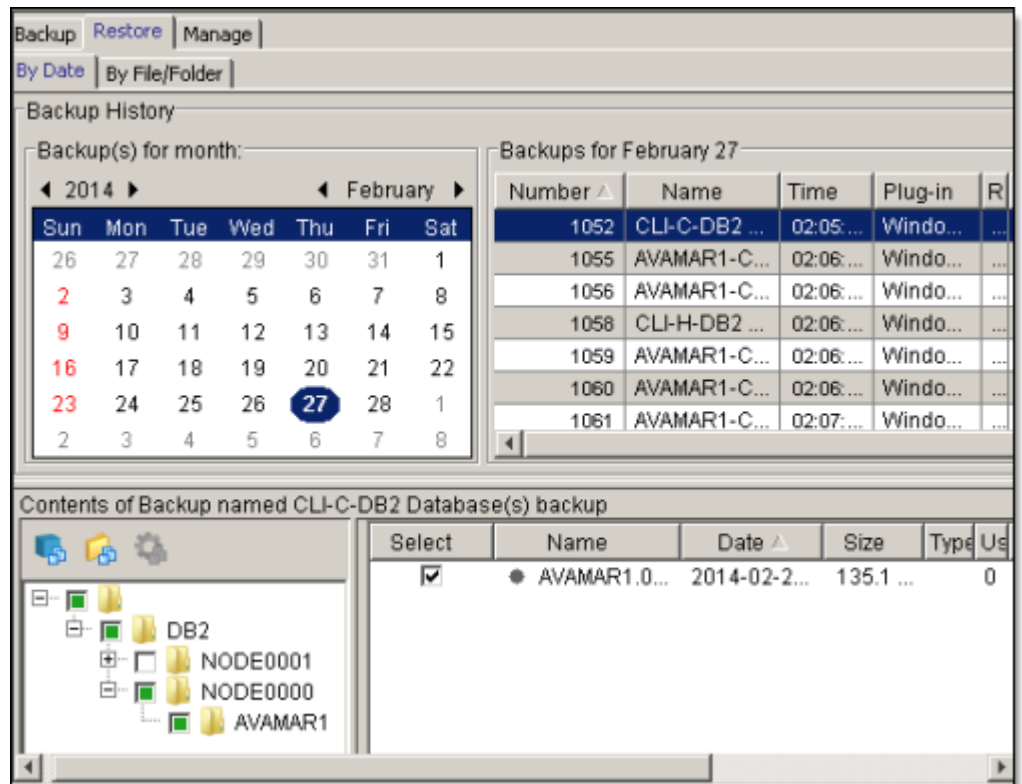 Backup Restore Manage
By Date By File/Folder
Backup History
Backup(s) for month:
2014 February
Sun Mon Tue Wed Thu Fri Sat
26 27 28 29 30 31 1
2 3 4 5 6 7 8
9 10 11 12 13 14 15
16 17 18 19 20 21 22
23 24 25 26 27 28 1
2 3 4 5 6 7 8
Backups for February 27
Number Name Time Plug-in R
1052 CLI-C-DB2 ... 02:05:... Windo... ...
1055 AVAMAR1-C... 02:06:... Windo... ...
1056 AVAMAR1-C... 02:06:... Windo... ...
1058 CLI-H-DB2 ... 02:06:... Windo... ...
1059 AVAMAR1-C... 02:06:... Windo... ...
1060 AVAMAR1-C... 02:06:... Windo... ...
1061 AVAMAR1-C... 02:07:... Windo... ...
Contents of Backup named CLI-C-DB2 Database(s) backup
DB2
NODE0001
NODE0000
AVAMAR1
Select Name Date Size Type Us
AVAMAR1.0... 2014-02-2... 135.1 ... 0